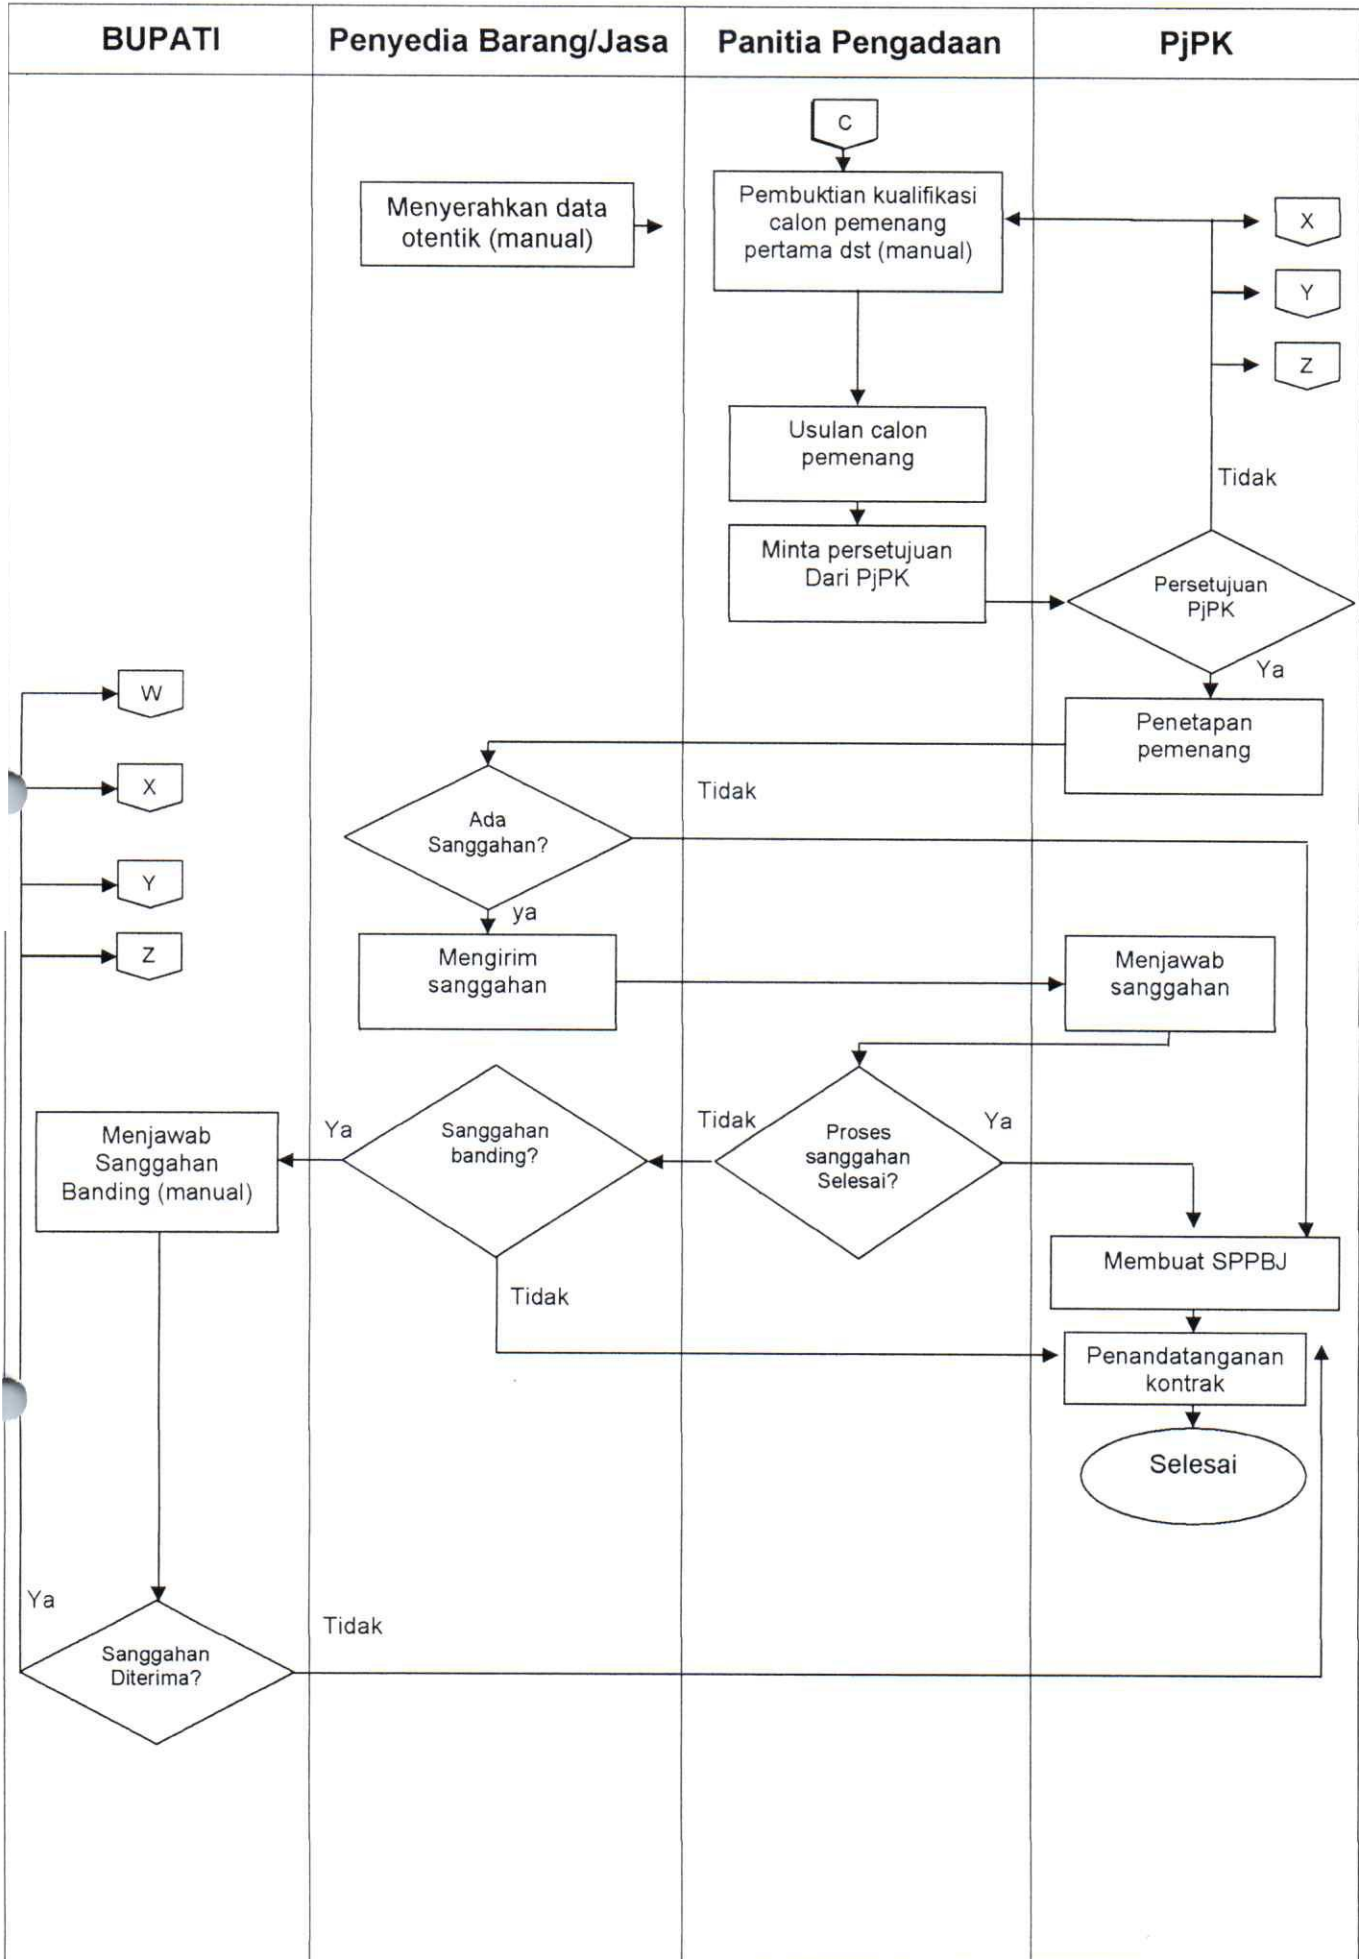 BUPATI
Penyedia Barang/Jasa
Panitia Pengadaan
PjPK
C
Menyerahkan data
otentik (manual)
Pembuktian kualifikasi
calon pemenang
pertama dst (manual)
X
Y
Z
Usulan calon
pemenang
Tidak
Minta persetujuan
Dari PjPK
Persetujuan
PjPK
Ya
W
X
Y
Z
Penetapan
pemenang
Tidak
Ada
Sanggahan?
ya
Mengirim
sanggahan
Menjawab
sanggahan
Menjawab
Sanggahan
Banding (manual)
Ya
Sanggahan
banding?
Tidak
Proses
sanggahan
Selesai?
Ya
Tidak
Membuat SPPBJ
Penandatanganan
kontrak
Selesai
Ya
Sanggahan
Diterima?
Tidak